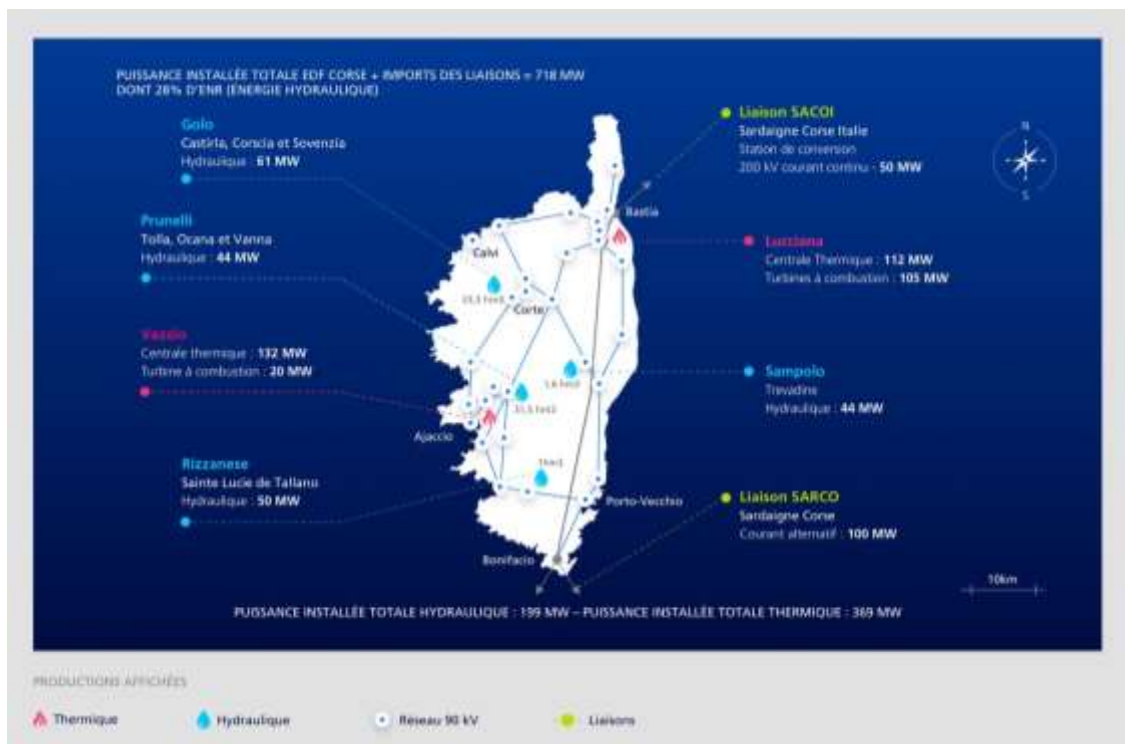 PUISSANCE INSTALLÉE TOTALE EDF CORSE + IMPORTS DES LIAISONS = 718 MW
DONT 28% D'ENR (ÉNERGIE HYDRAULIQUE)
Golo
Castirla, Corscia et Sovenzia
Hydraulique : 61 MW
Prunelli
Tolla, Ocana et Vanna
Hydraulique : 44 MW
Vazzio
Centrale thermique : 132 MW
Turbine à combustion : 20 MW
Rizzanese
Sainte Lucie de Tallano
Hydraulique : 50 MW
Bastia
Calvi
Corte
Ajaccio
Porto-Vecchio
Bonifacio
Liaison SACOI
Sardaigne Corse Italie
Station de conversion
200 kV courant continu - 50 MW
N
S
Lucciana
Centrale Thermique : 112 MW
Turbines à combustion : 105 MW
Sampolo
Trevadine
Hydraulique : 44 MW
Liaison SARCO
Sardaigne Corse
Courant alternatif : 100 MW
10km
PUISSANCE INSTALLÉE TOTALE HYDRAULIQUE : 199 MW – PUISSANCE INSTALLÉE TOTALE THERMIQUE : 369 MW
PRODUCTIONS AFFICHÉES
Thermique
Hydraulique
Réseau 90 kV
Liaisons